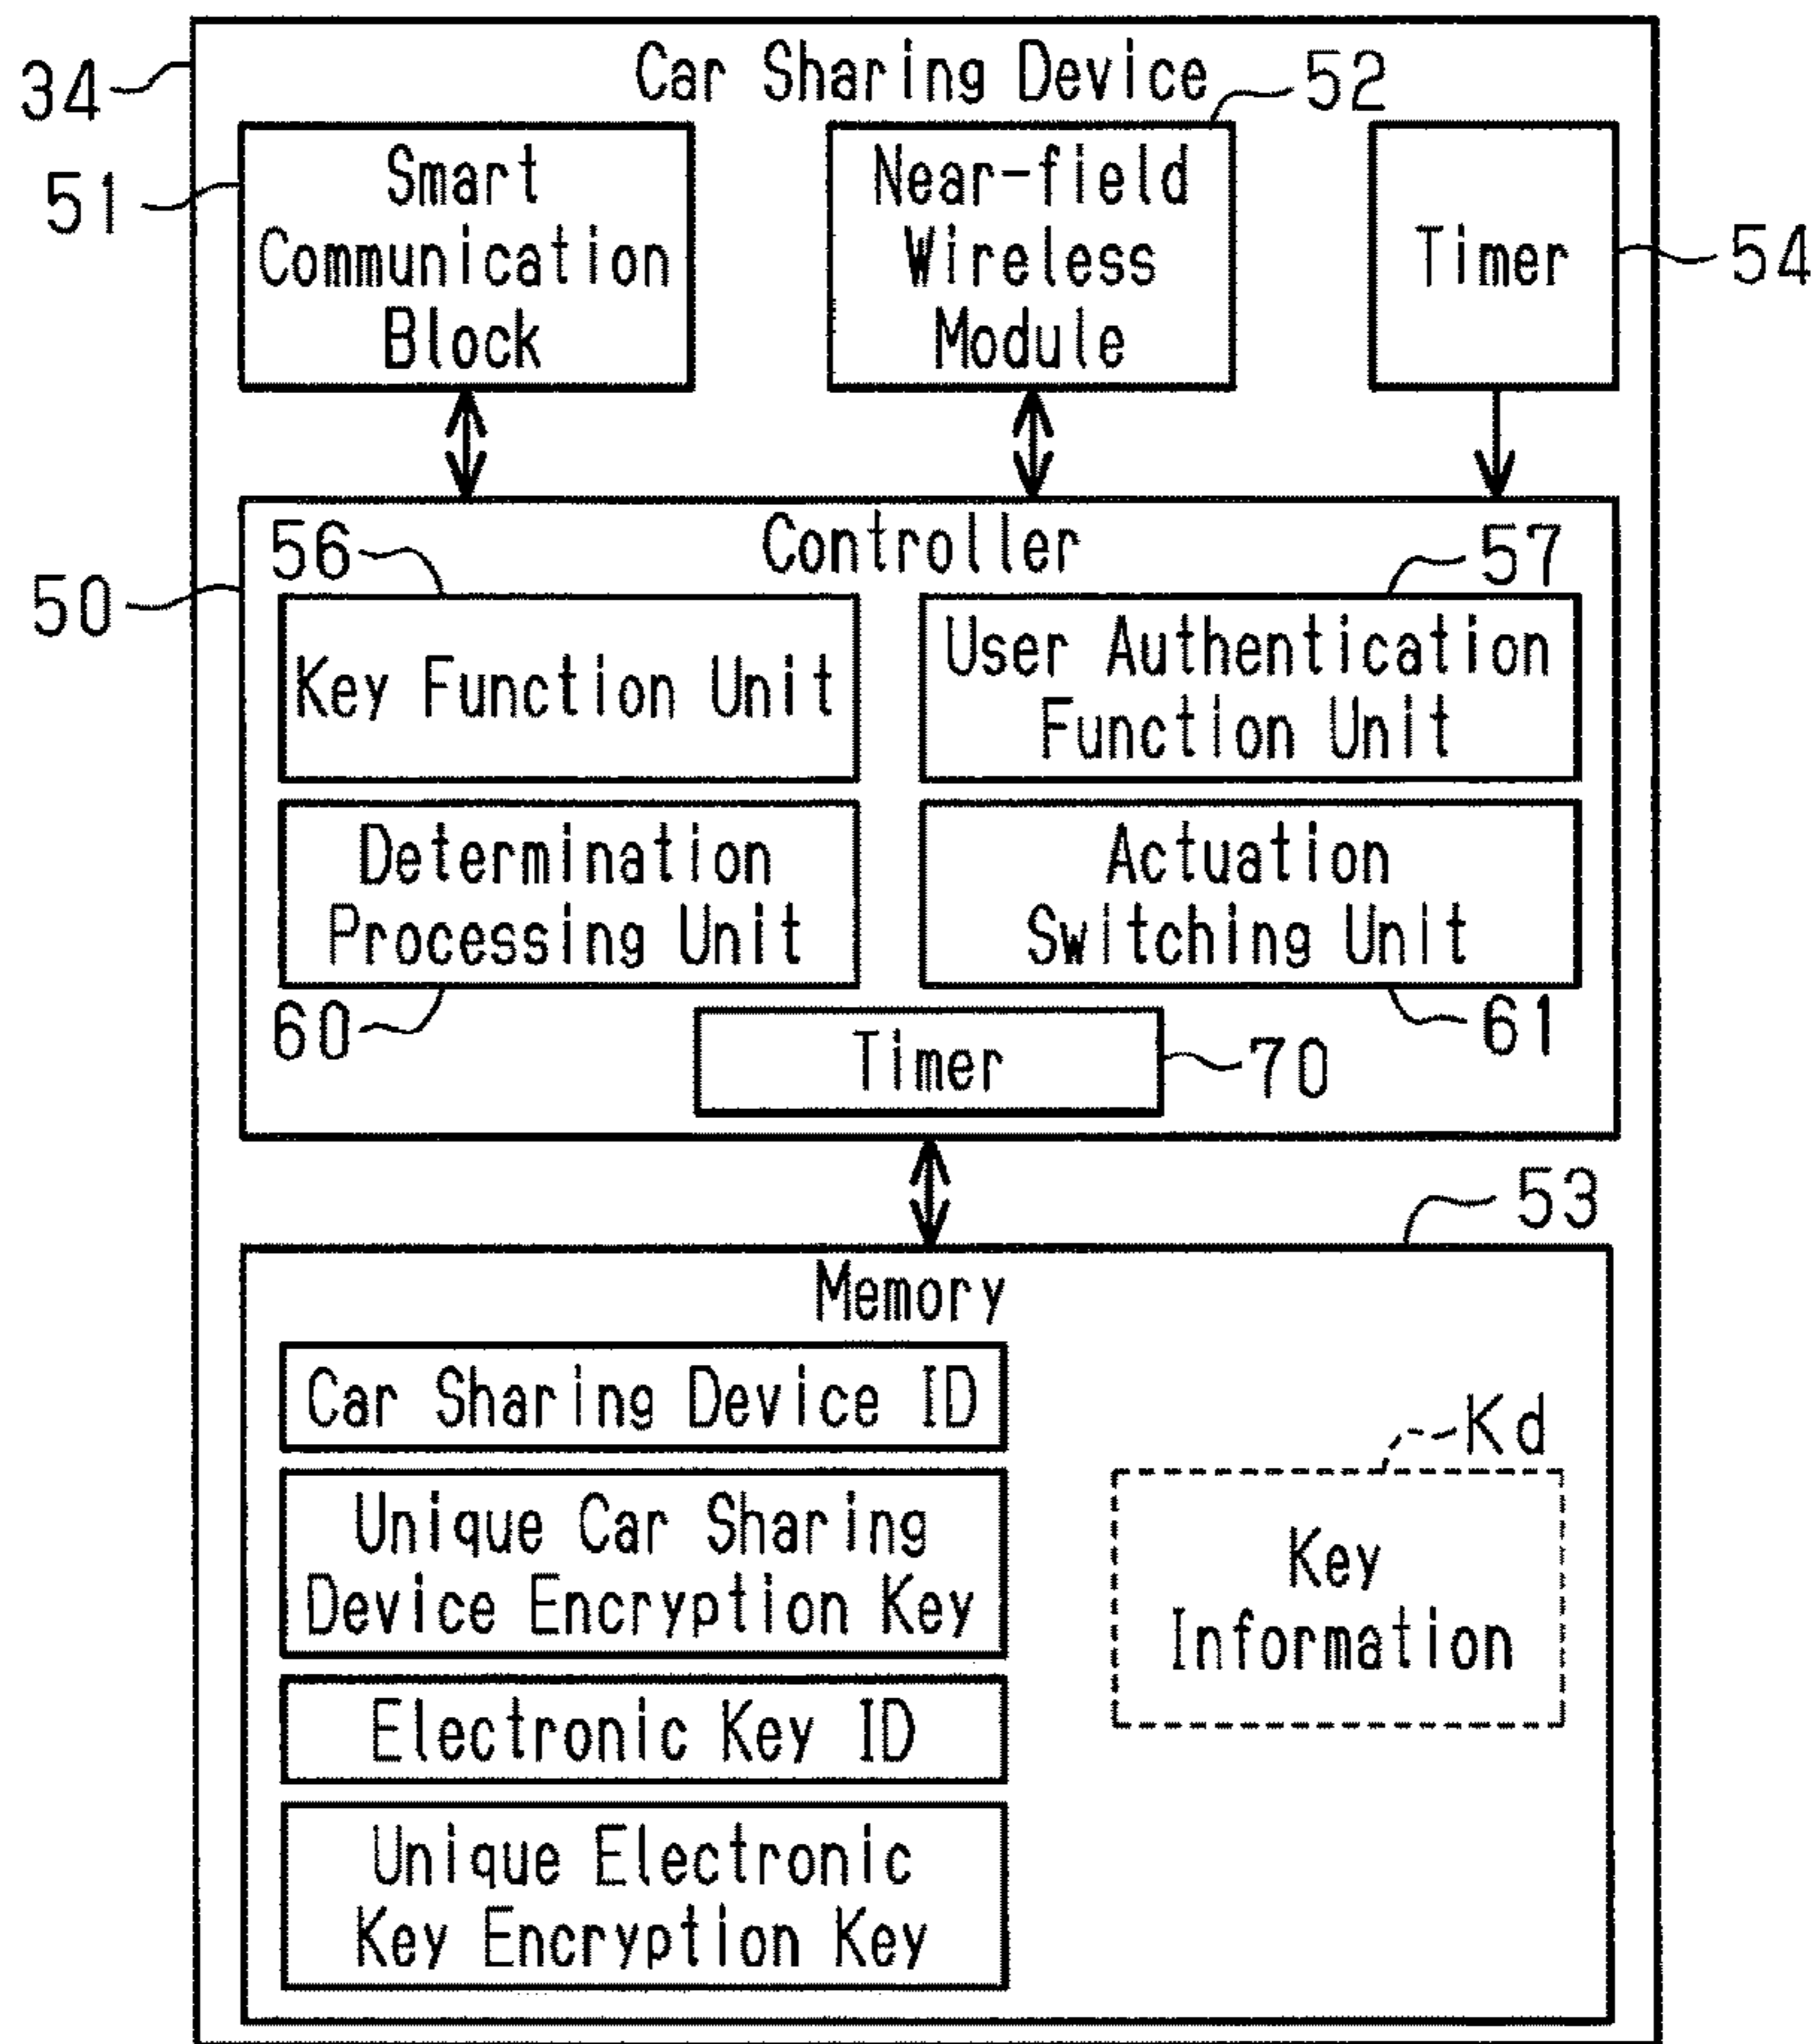 34
Car Sharing Device
52
51
Smart
Communication
Block
Near-field
Wireless
Module
Timer
54
50
Controller
56
57
Key Function Unit
User Authentication
Function Unit
Determination
Processing Unit
Actuation
Switching Unit
60
61
Timer
70
53
Memory
Car Sharing Device ID
Unique Car Sharing
Device Encryption Key
Electronic Key ID
Unique Electronic
Key Encryption Key
Kd
Key
Information